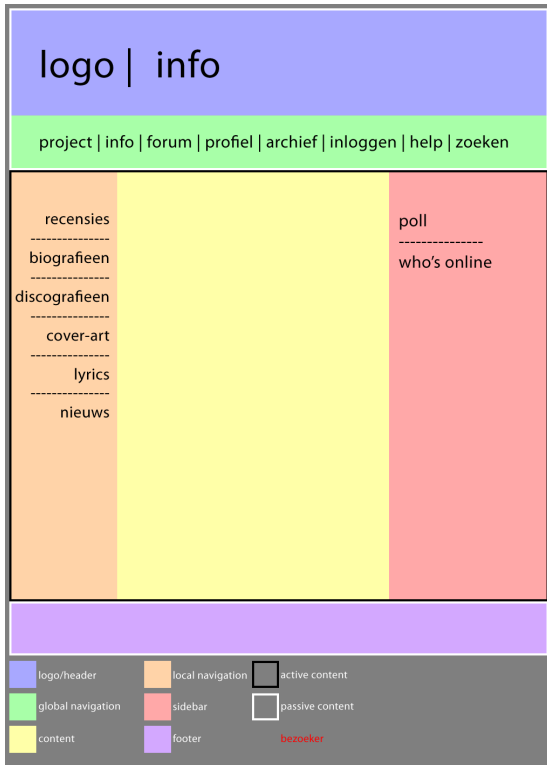 logo | info
project | info | forum | profiel | archief | inloggen | help | zoeken
recensies
---------------
biografieen
---------------
discografieen
---------------
cover-art
---------------
lyrics
---------------
nieuws
poll
---------------
who's online
logo/header
local navigation
active content
global navigation
sidebar
passive content
content
footer
bezoeker